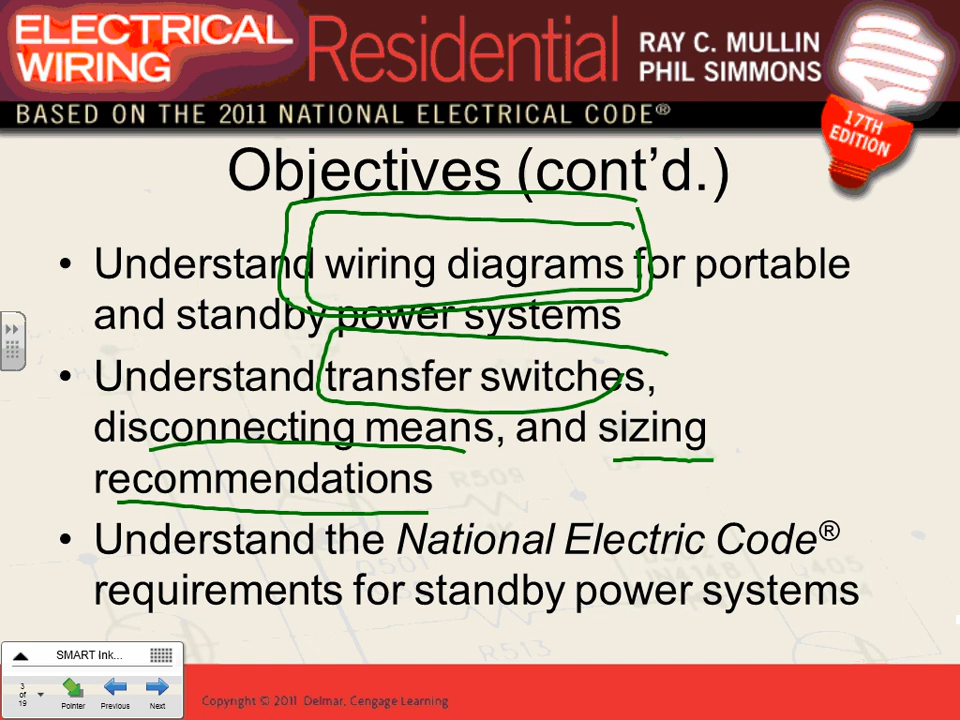 ELECTRICAL
WIRING
Residential
RAY C. MULLIN
PHIL SIMMONS
BASED ON THE 2011 NATIONAL ELECTRICAL CODE®
17TH
EDITION
Objectives (cont’d.)
• Understand wiring diagrams for portable
and standby power systems
• Understand transfer switches,
disconnecting means, and sizing
recommendations
• Understand the National Electric Code®
requirements for standby power systems
R509
R513
SMART Ink...
3
of
19
Pointer
Previous
Next
Copyright © 2011 Delmar, Cengage Learning